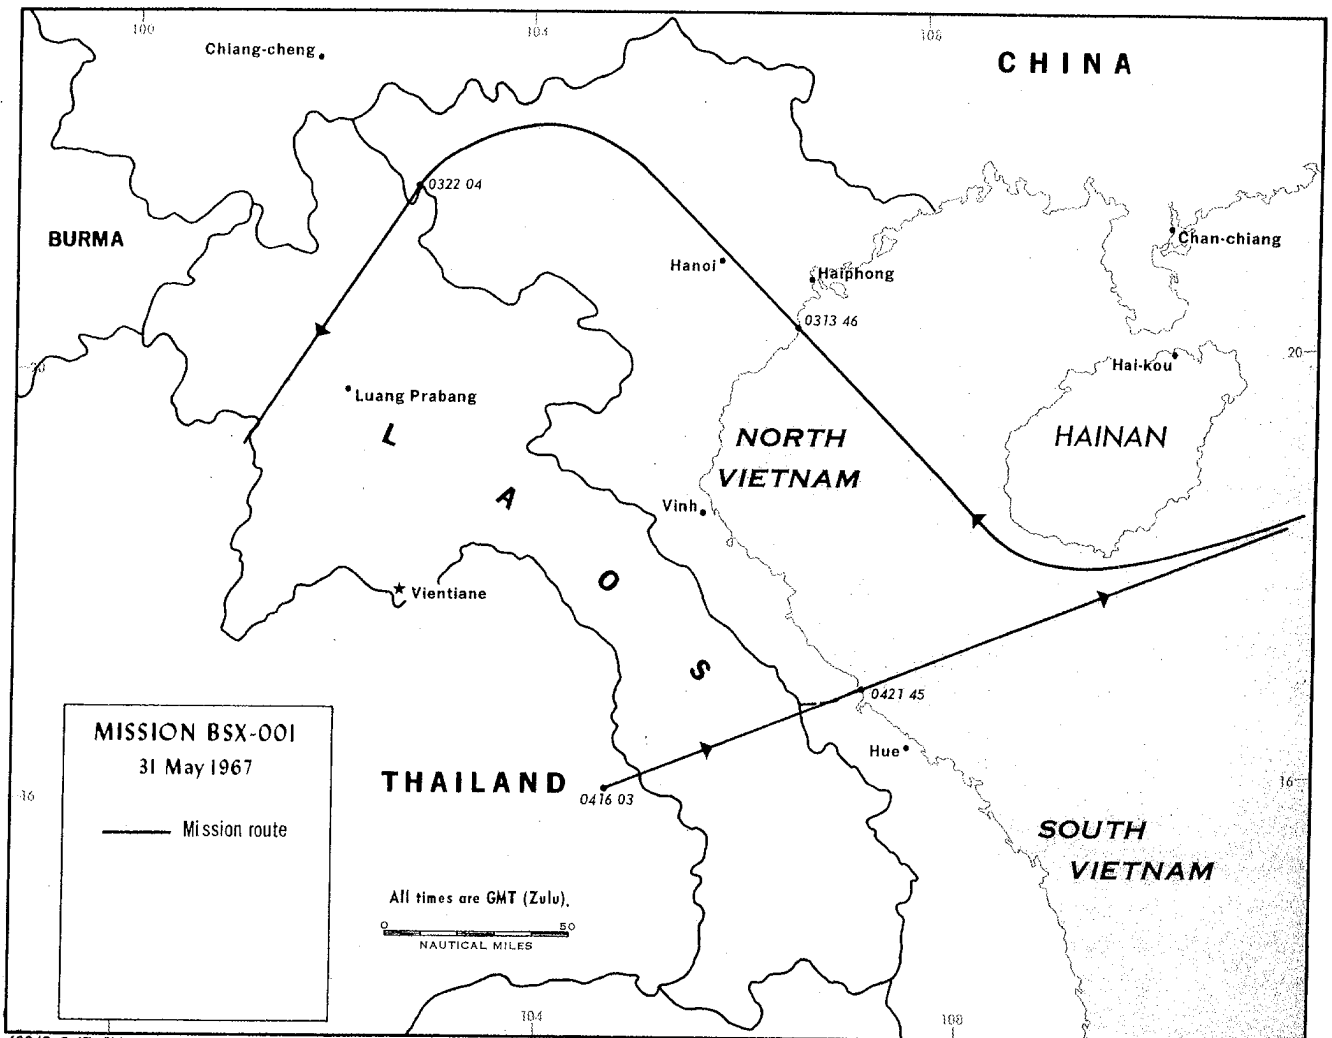 100 104 108
Chiang-cheng
CHINA
0322 04
BURMA
Chan-chiang
Hanoi
Haiphong
0313 46
20 20
Hai-kou
Luang Prabang
L
NORTH
VIETNAM
HAINAN
A
Vinh
O
Vientiane
S
0421 45
MISSION BSX-001
31 May 1967
Hue
THAILAND
0416 03
16 16
Mission route
SOUTH
VIETNAM
All times are GMT (Zulu).
0 50
NAUTICAL MILES
104 108